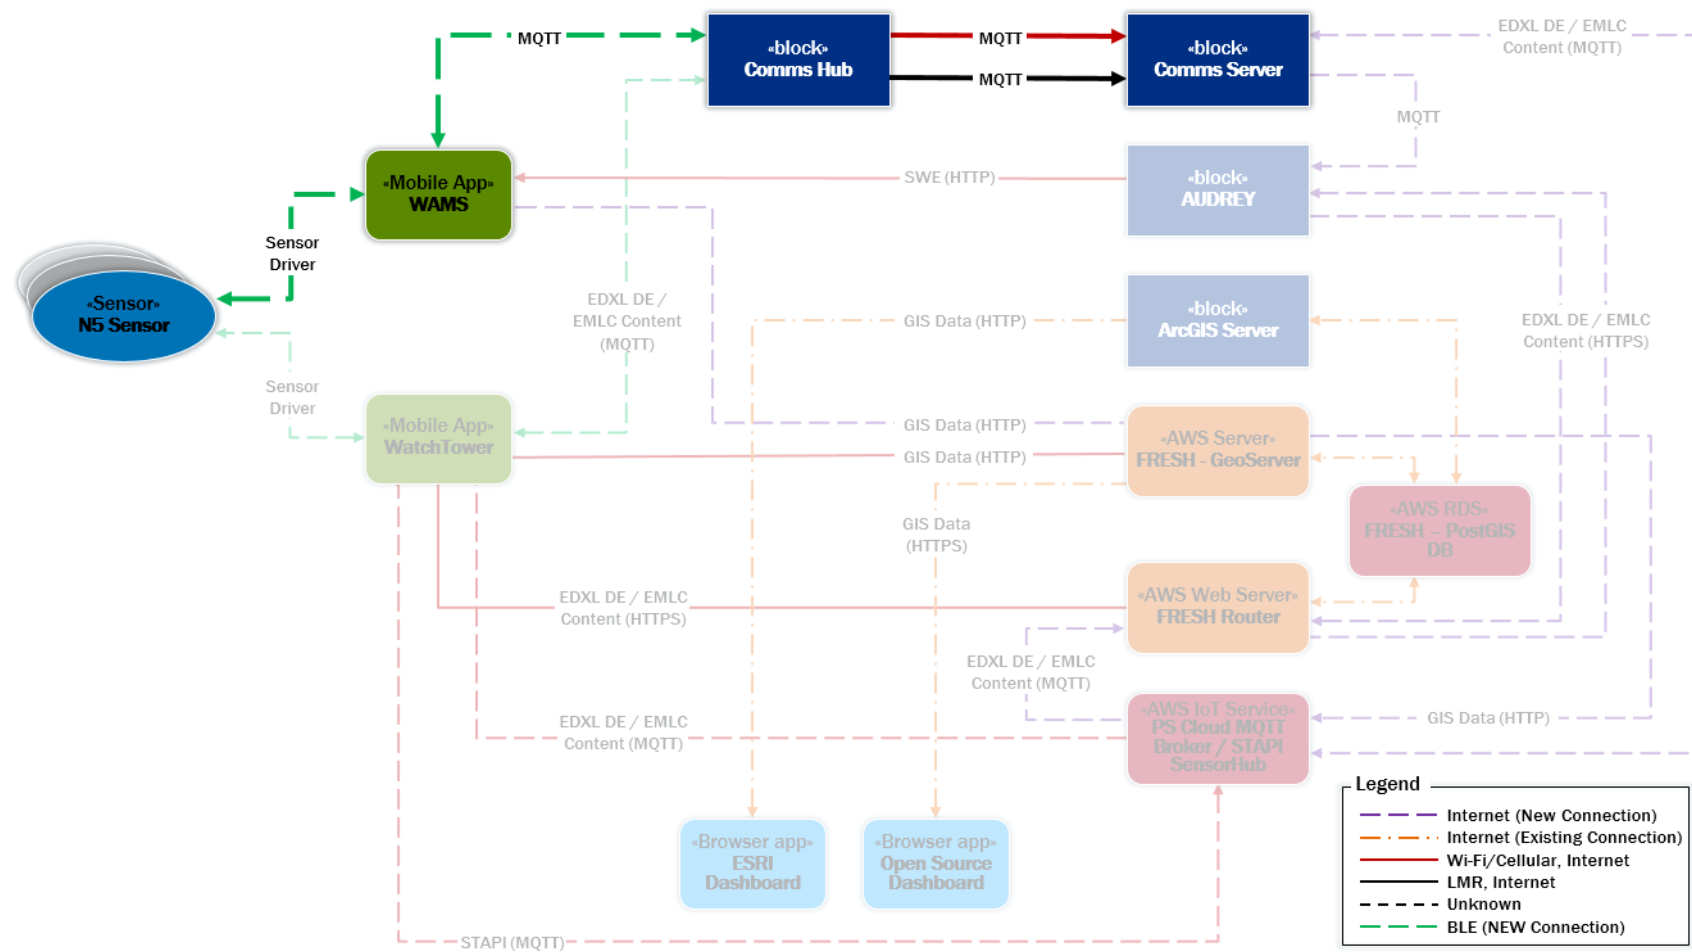 EDXL DE / EMLC
Content (MQTT)
MQTT
«block»
Comms Hub
MQTT
MQTT
«block»
Comms Server
MQTT
«Mobile App»
WAMS
SWE (HTTP)
«block»
AUDREY
Sensor
Driver
«Sensor»
N5 Sensor
EDXL DE /
EMLC Content
(MQTT)
GIS Data (HTTP)
«block»
ArcGIS Server
EDXL DE / EMLC
Content (HTTPS)
Sensor
Driver
«Mobile App»
WatchTower
GIS Data (HTTP)
GIS Data (HTTP)
«AWS Server»
FRESH - GeoServer
GIS Data
(HTTPS)
«AWS RDS»
FRESH – PostGIS
DB
EDXL DE / EMLC
Content (HTTPS)
«AWS Web Server»
FRESH Router
EDXL DE / EMLC
Content (MQTT)
EDXL DE / EMLC
Content (MQTT)
«AWS IoT Service»
PS Cloud MQTT
Broker / STAPI
SensorHub
GIS Data (HTTP)
«Browser app»
ESRI
Dashboard
«Browser app»
Open Source
Dashboard
STAPI (MQTT)
Legend
Internet (New Connection)
Internet (Existing Connection)
Wi-Fi/Cellular, Internet
LMR, Internet
Unknown
BLE (NEW Connection)